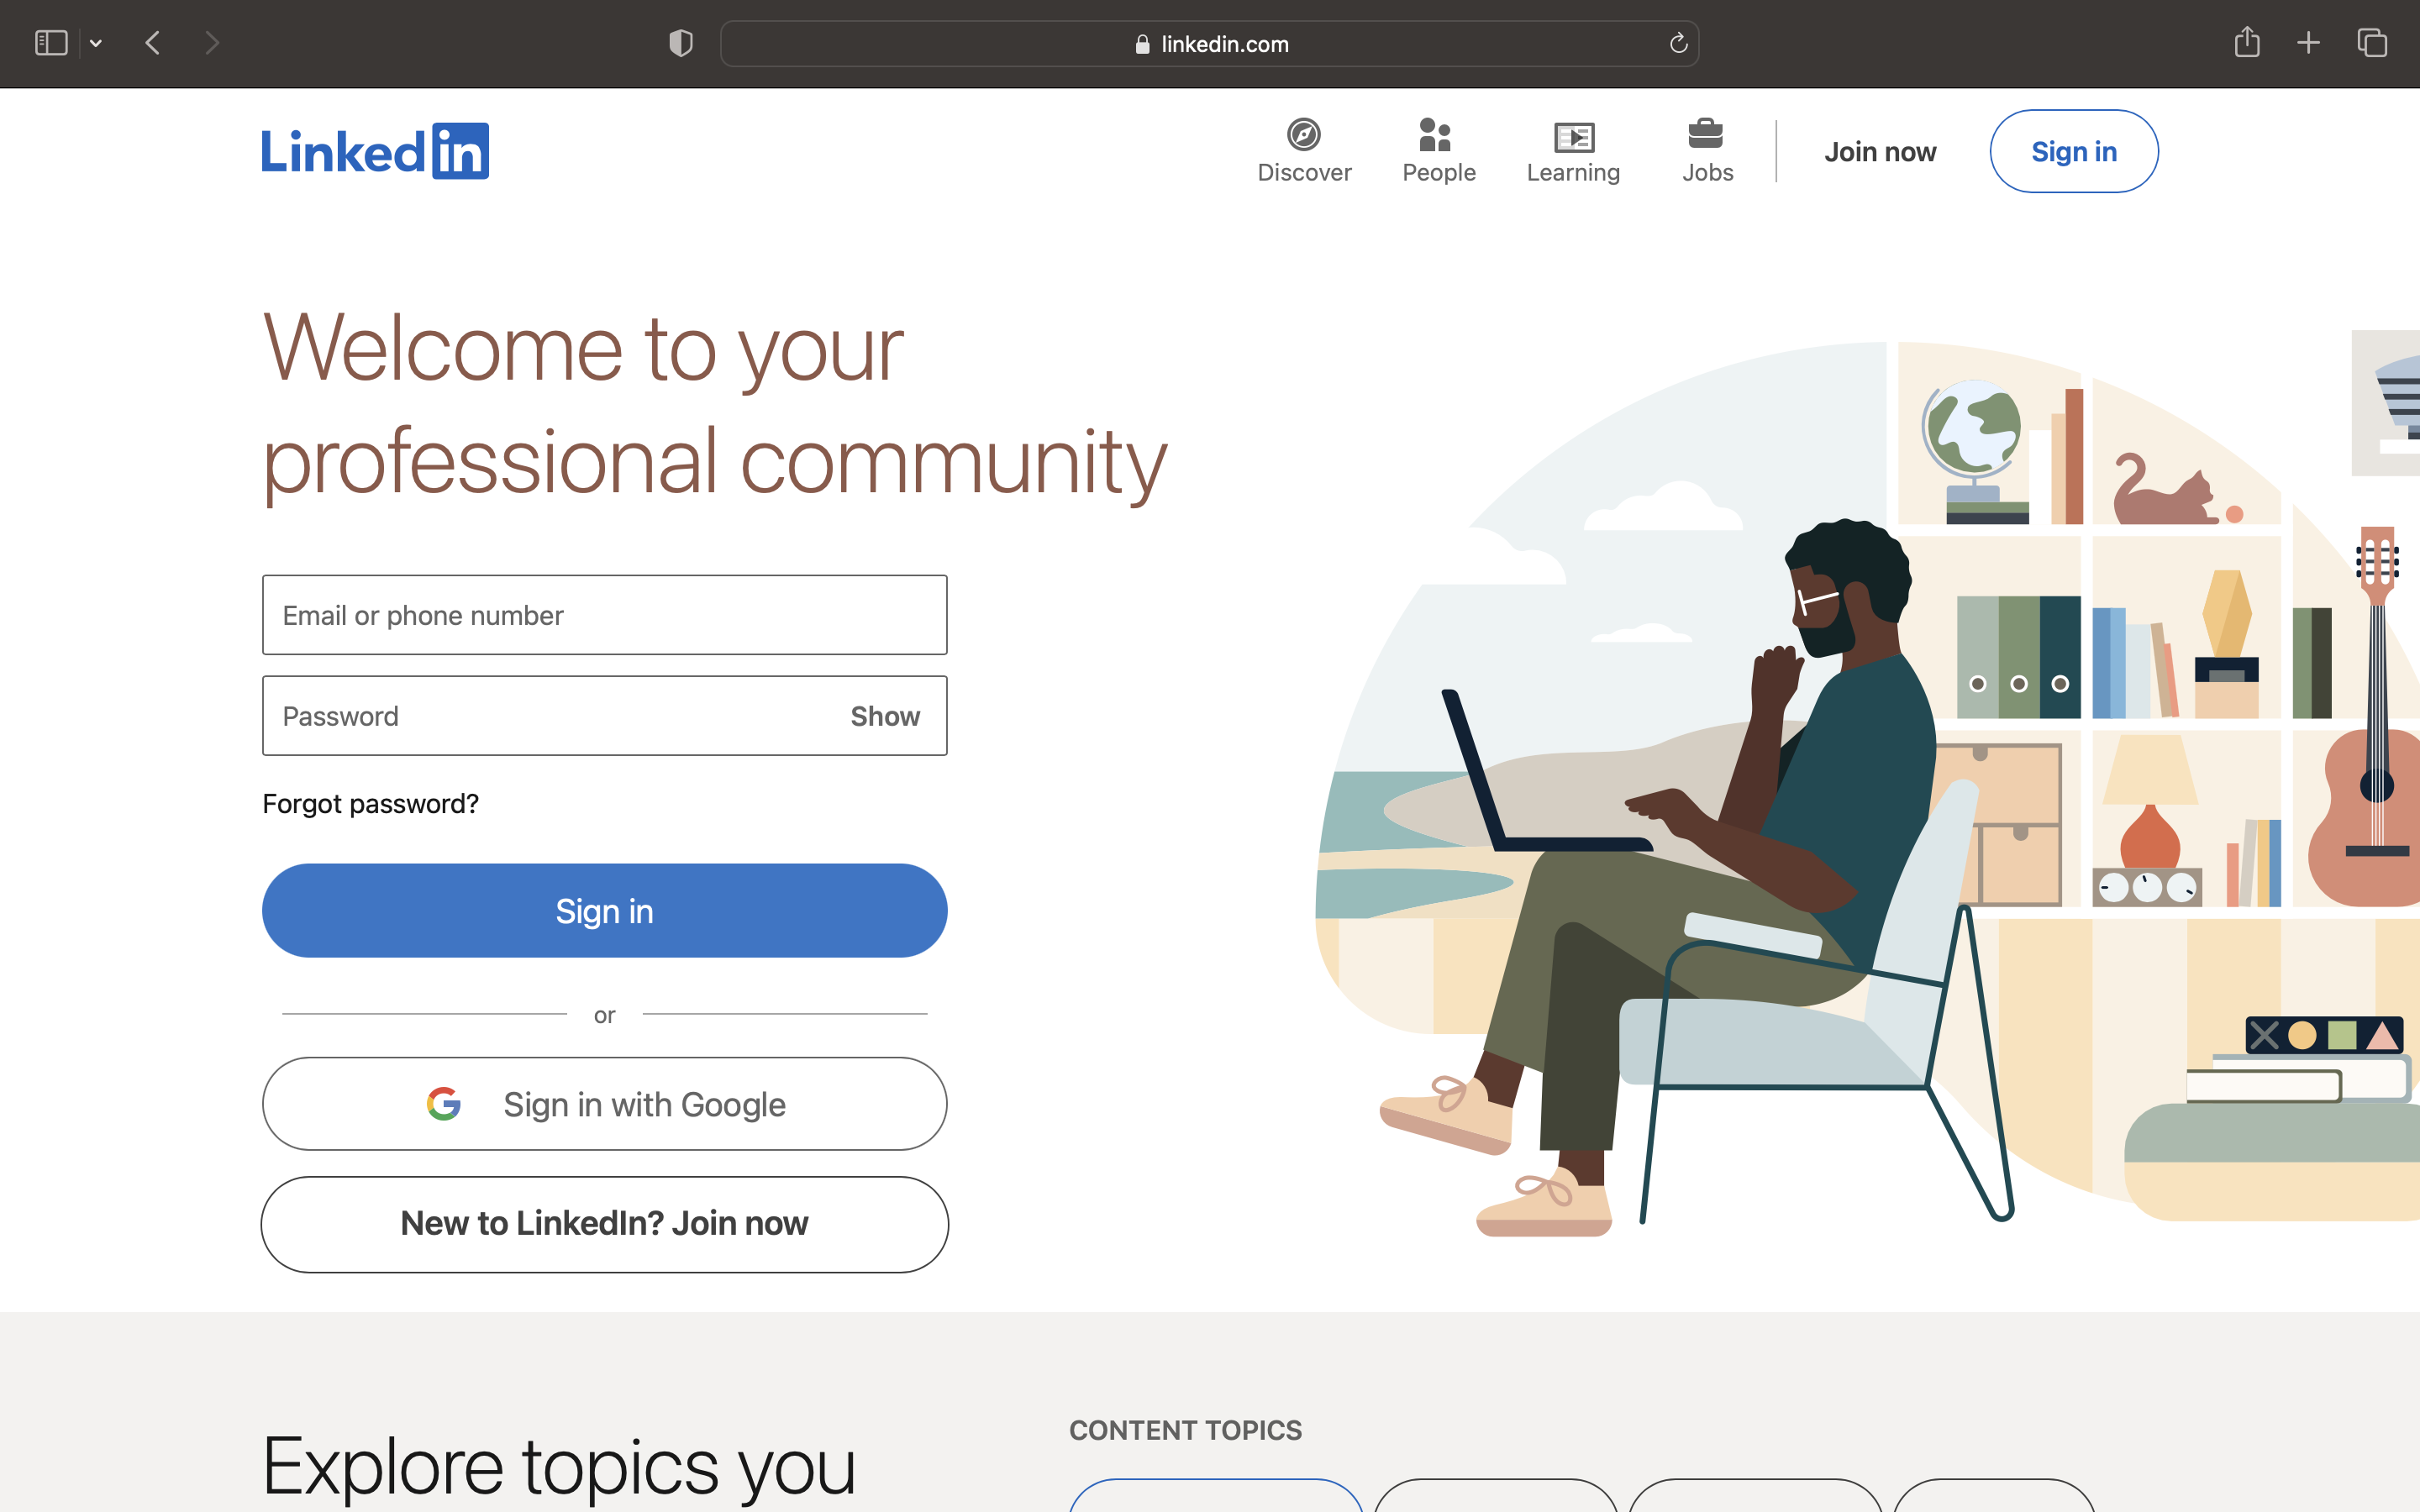 linkedin.com
LinkedIn
Discover
People
Learning
Jobs
Join now
Sign in
Welcome to your
professional community
Email or phone number
Password
Show
Forgot password?
Sign in
or
Sign in with Google
New to LinkedIn? Join now
Explore topics you
CONTENT TOPICS